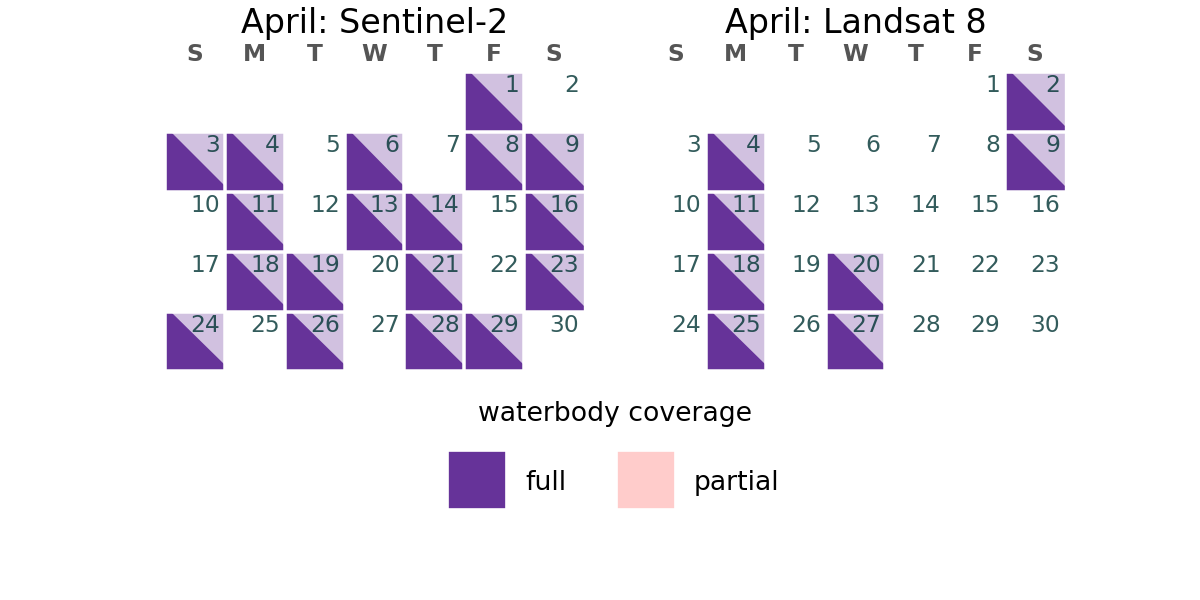 April: Sentinel-2
S M T W T F S
1 2
3 4 5 6 7 8 9
10 11 12 13 14 15 16
17 18 19 20 21 22 23
24 25 26 27 28 29 30
April: Landsat 8
S M T W T F S
1 2
3 4 5 6 7 8 9
10 11 12 13 14 15 16
17 18 19 20 21 22 23
24 25 26 27 28 29 30
waterbody coverage
full
partial